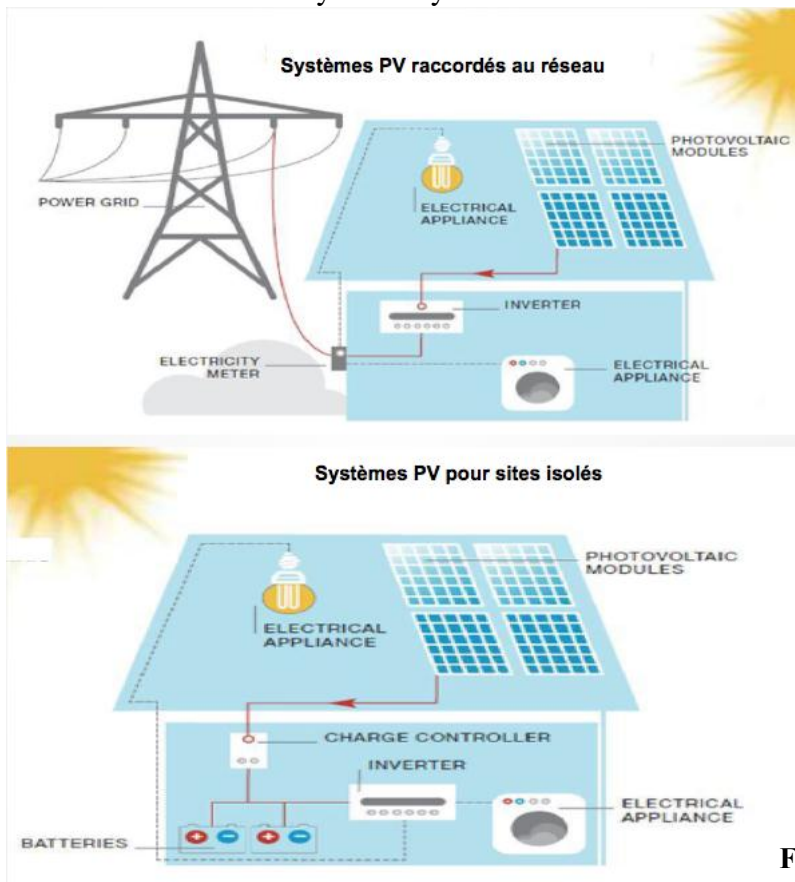 Systèmes PV raccordés au réseau
PHOTOVOLTAIC
MODULES
POWER GRID
ELECTRICAL
APPLIANCE
INVERTER
ELECTRICITY
METER
ELECTRICAL
APPLIANCE
Systèmes PV pour sites isolés
PHOTOVOLTAIC
MODULES
ELECTRICAL
APPLIANCE
CHARGE CONTROLLER
INVERTER
ELECTRICAL
APPLIANCE
BATTERIES
F